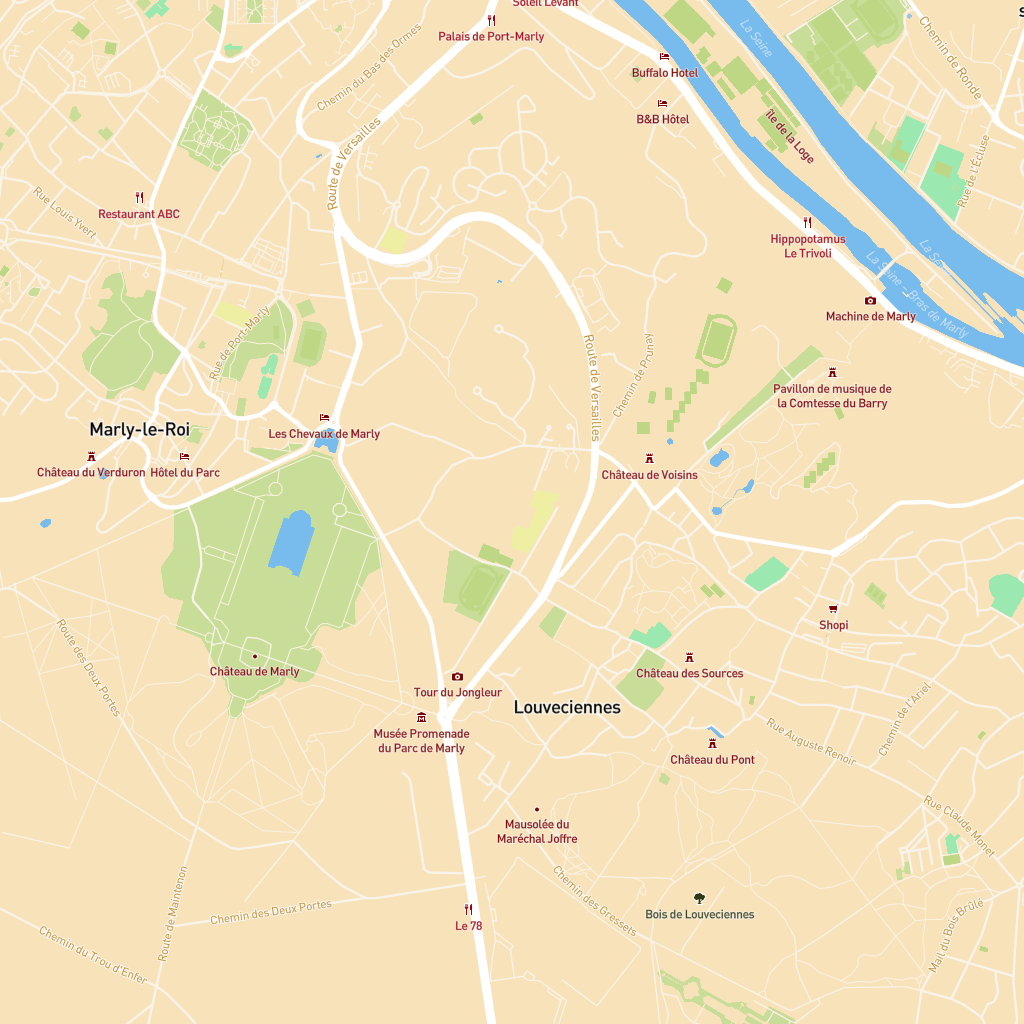 Soleil Levant
Palais de Port-Marly
La Seine
Chemin de Ronde
Chemin du Bas des Ormes
Buffalo Hotel
B&B Hôtel
Île de la Loge
Route de Versailles
Rue de l'Écluse
Restaurant ABC
Rue Louis Yvert
Hippopotamus
Le Trivoli
La Se
La Seine - Bras de Marly
Machine de Marly
Rue de Port-Marly
Route de Versailles
Chemin de Prunay
Pavillon de musique de
la Comtesse du Barry
Marly-le-Roi
Les Chevaux de Marly
Château du Verduron
Hôtel du Parc
Château de Voisins
Shopi
Route des Deux Portes
Château de Marly
Château des Sources
Tour du Jongleur
Louveciennes
Chemin de l'Ariel
Musée Promenade
du Parc de Marly
Rue Auguste Renoir
Château du Pont
Mausolée du
Maréchal Joffre
Rue Claude Monet
Route de Maintenon
Chemin des Deux Portes
Chemin des Gressets
Le 78
Bois de Louveciennes
Mail du Bois Brûlé
Chemin du Trou d'Enfer